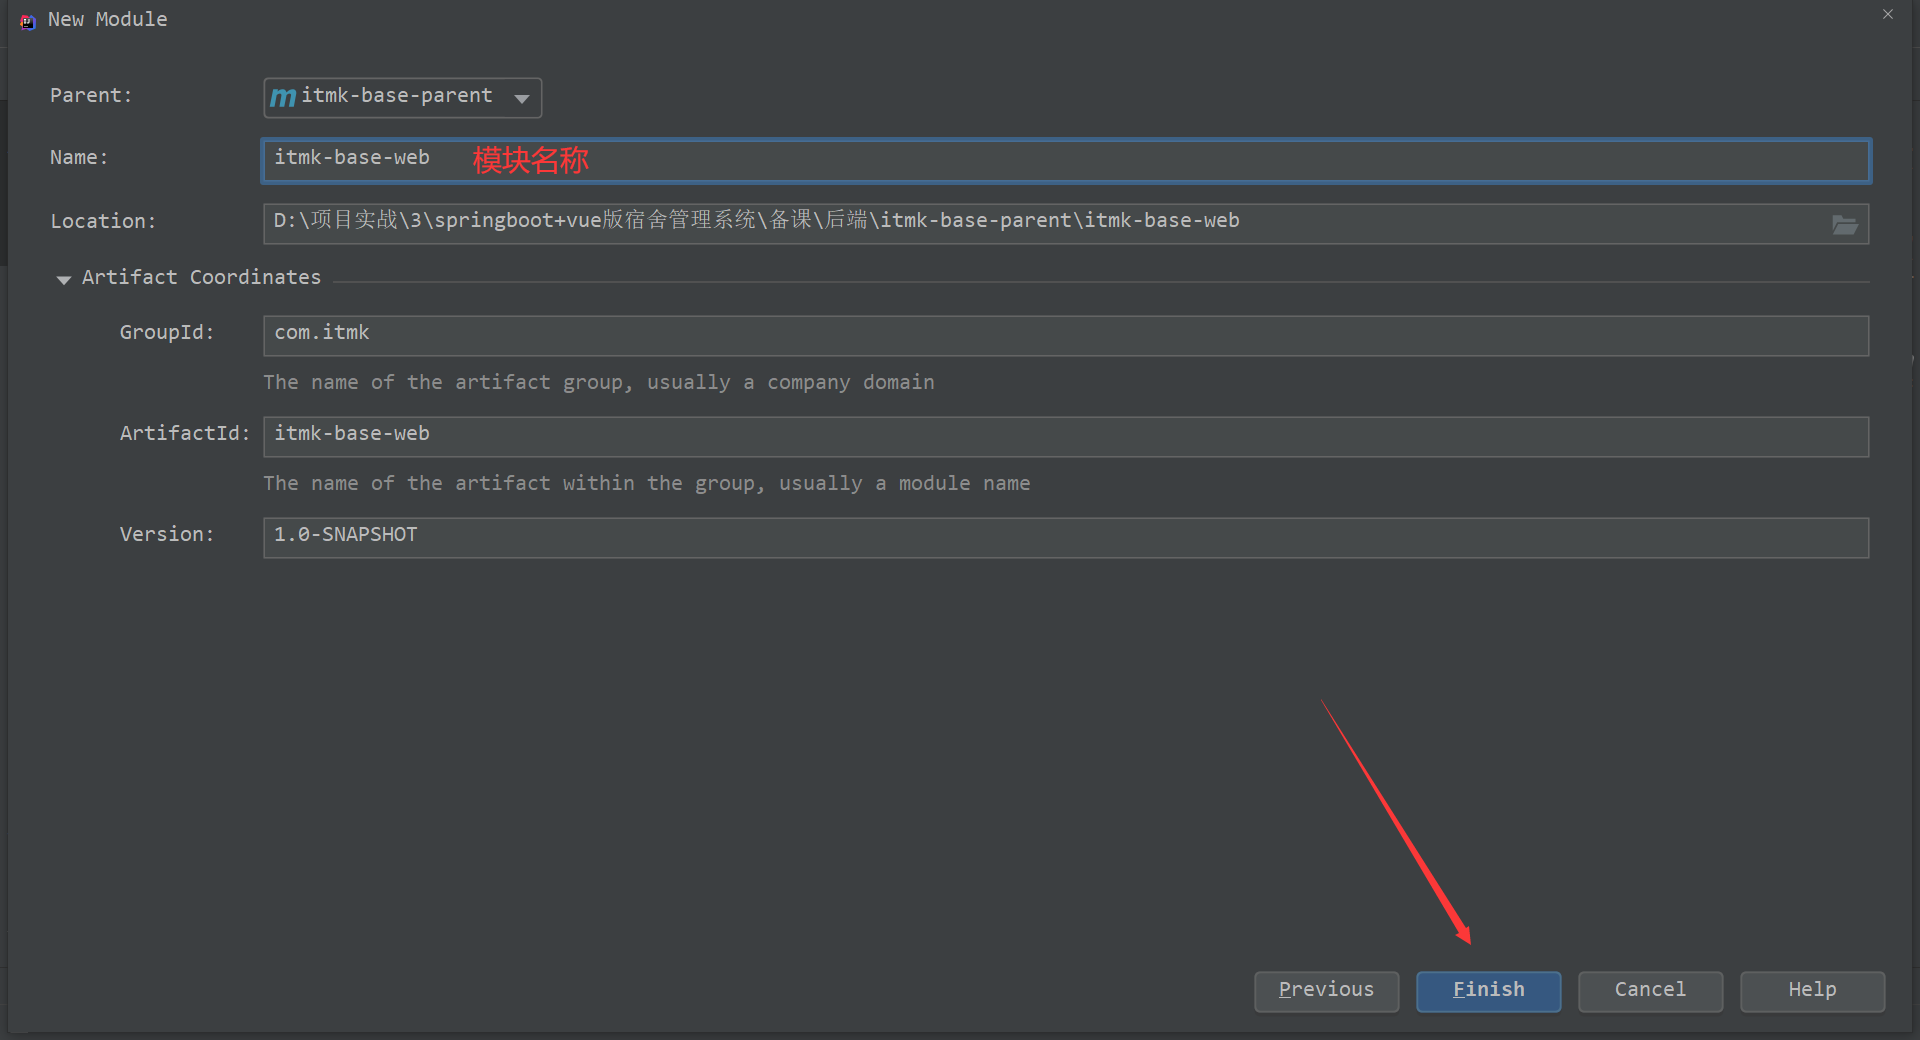 New Module
Parent: itmk-base-parent
Name: itmk-base-web 模块名称
Location: D:\项目实战\3\springboot+vue版宿舍管理系统\备课\后端\itmk-base-parent\itmk-base-web
Artifact Coordinates
GroupId: com.itmk
The name of the artifact group, usually a company domain
ArtifactId: itmk-base-web
The name of the artifact within the group, usually a module name
Version: 1.0-SNAPSHOT
Previous Finish Cancel Help